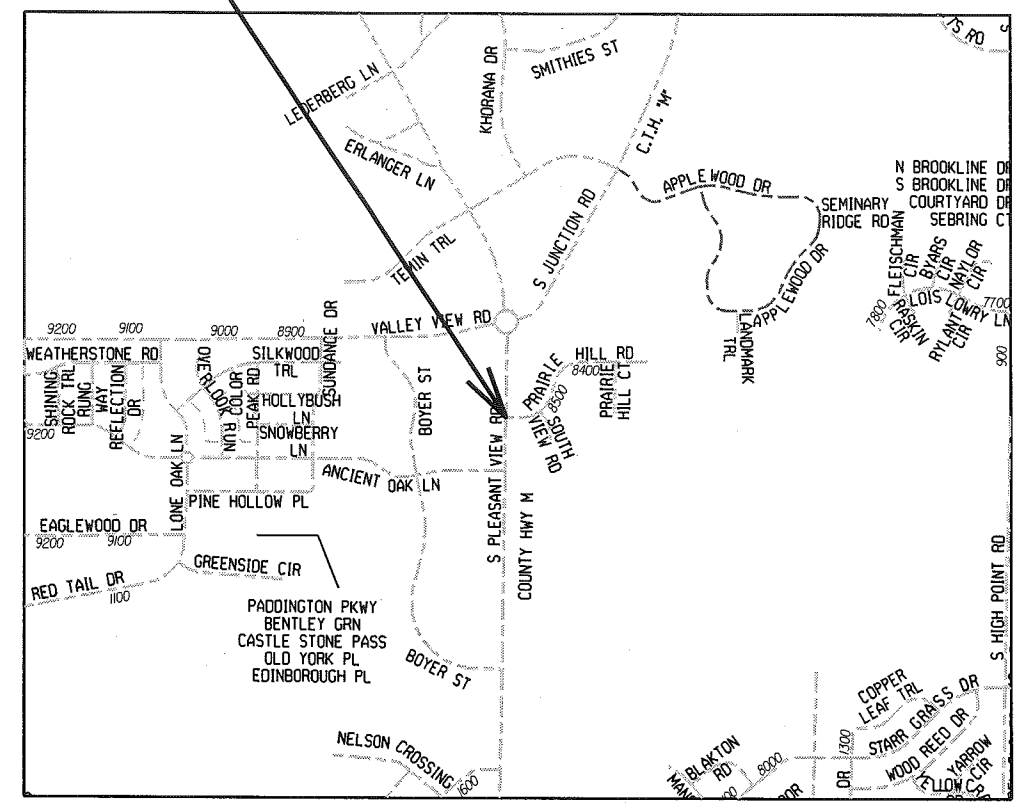 SMITHIES ST
KHORANA DR
LEDERBERG LN
C.T.H. "M"
ERLANGER LN
N BROOKLINE DR
S BROOKLINE DR
COURTYARD DR
SEBRING CT
APPLEWOOD DR
SEMINARY
RIDGE RD
S JUNCTION RD
FLEISCHMAN
CIR
BYARS
CIR
NAYLOR
CIR
TEMIN TRL
APPLEWOOD DR
LOIS LOWRY LN
7700
7800
RASKIN
CIR
RYLANT
CIR
900
LANDMARK
TRL
VALLEY VIEW RD
SUNDANCE DR
9200
9100
9000
8900
WEATHERSTONE RD
SILKWOOD
TRL
OVERLOOK RUN
COLOR
PEAK RD
SHINING
ROCK TRL
RUNG
WAY
REFLECTION
DR
HOLLYBUSH
LN
SNOWBERRY
LN
9200
BOYER ST
PRAIRIE
HILL RD
8400
8500
PRAIRIE
HILL CT
SOUTH
VIEW RD
S PLEASANT VIEW RD
COUNTY HWY M
LONE OAK LN
ANCIENT OAK LN
PINE HOLLOW PL
EAGLEWOOD DR
9200
9100
GREENSIDE CIR
RED TAIL DR
1100
PADDINGTON PKWY
BENTLEY GRN
CASTLE STONE PASS
OLD YORK PL
EDINBOROUGH PL
S HIGH POINT RD
BOYER ST
COPPER
LEAF TRL
STARR GRASS DR
WOOD REED DR
1300
YARROW
CIR
NELSON CROSSING
1600
BLAKTON
RD
8000
DR